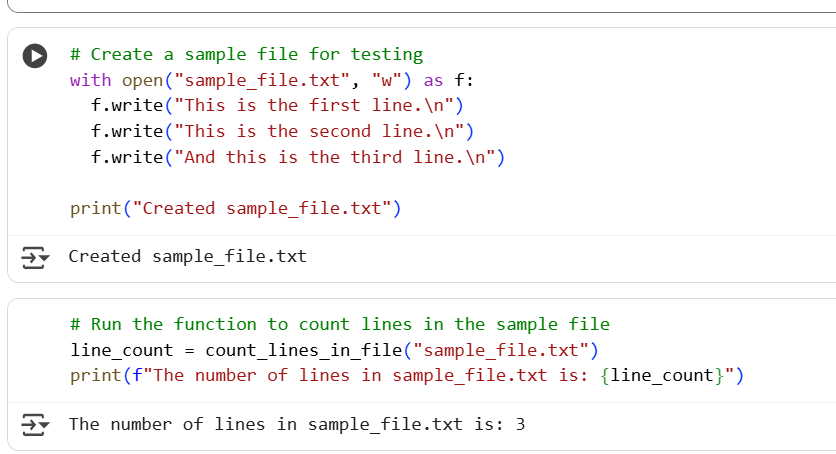 # Create a sample file for testing
with open("sample_file.txt", "w") as f:
  f.write("This is the first line.\n")
  f.write("This is the second line.\n")
  f.write("And this is the third line.\n")

print("Created sample_file.txt")
Created sample_file.txt
# Run the function to count lines in the sample file
line_count = count_lines_in_file("sample_file.txt")
print(f"The number of lines in sample_file.txt is: {line_count}")
The number of lines in sample_file.txt is: 3